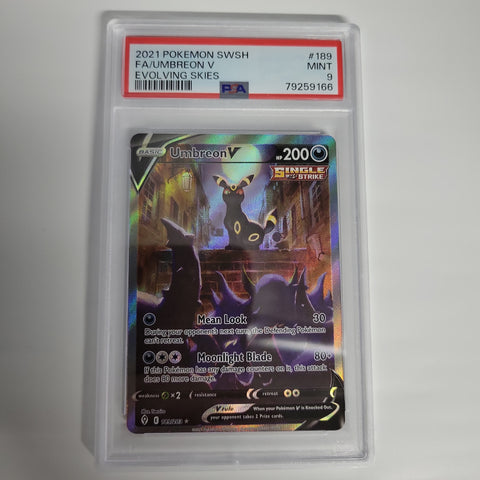 2021 POKEMON SWSH #189
FA/UMBREON V MINT
EVOLVING SKIES PSA 9
79259166
BASIC Umbreon V HP 200
SINGLE STRIKE
Mean Look 30
During your opponent's next turn, the Defending Pokémon
can't retreat.
Moonlight Blade 80+
If this Pokémon has any damage counters on it, this attack
does 80 more damage.
weakness ×2 resistance retreat
V rule When your Pokémon V is Knocked Out,
your opponent takes 2 Prize cards.
189/203